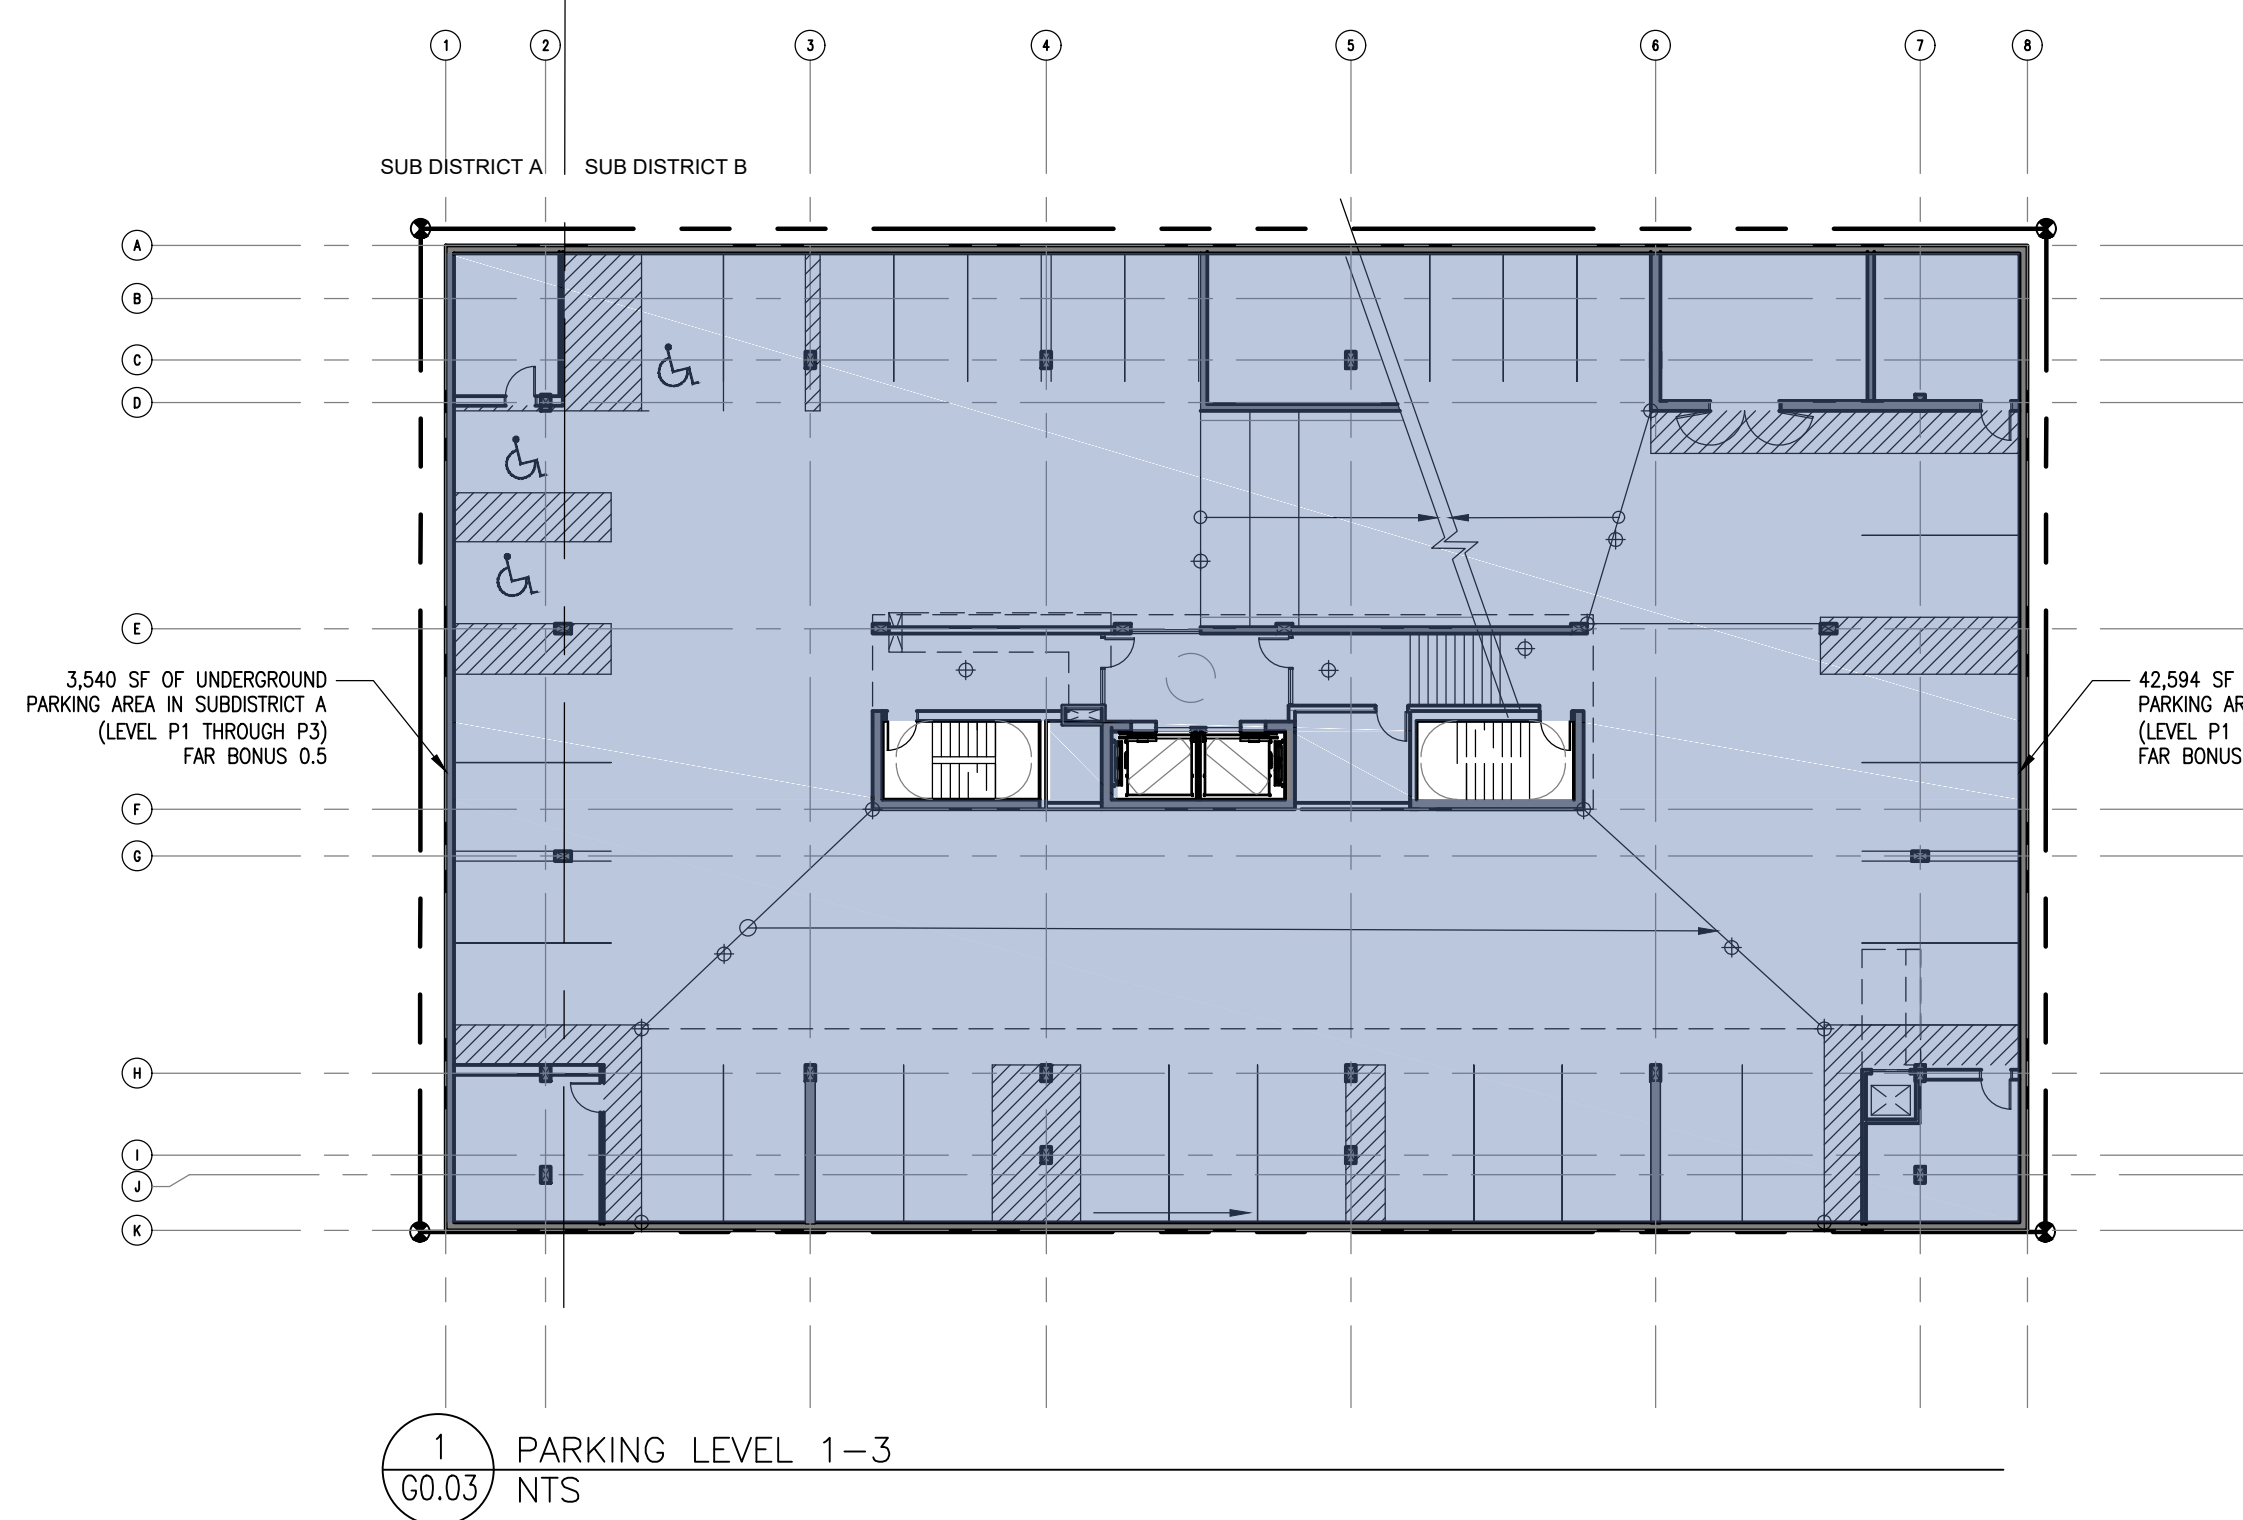 1 2 3 4 5 6 7 8
SUB DISTRICT A SUB DISTRICT B
A
B
C
D
E
3,540 SF OF UNDERGROUND
PARKING AREA IN SUBDISTRICT A
(LEVEL P1 THROUGH P3)
FAR BONUS 0.5
42,594 SF
PARKING AR
(LEVEL P1
FAR BONUS
F
G
H
I
J
K
1
G0.03
PARKING LEVEL 1-3
NTS